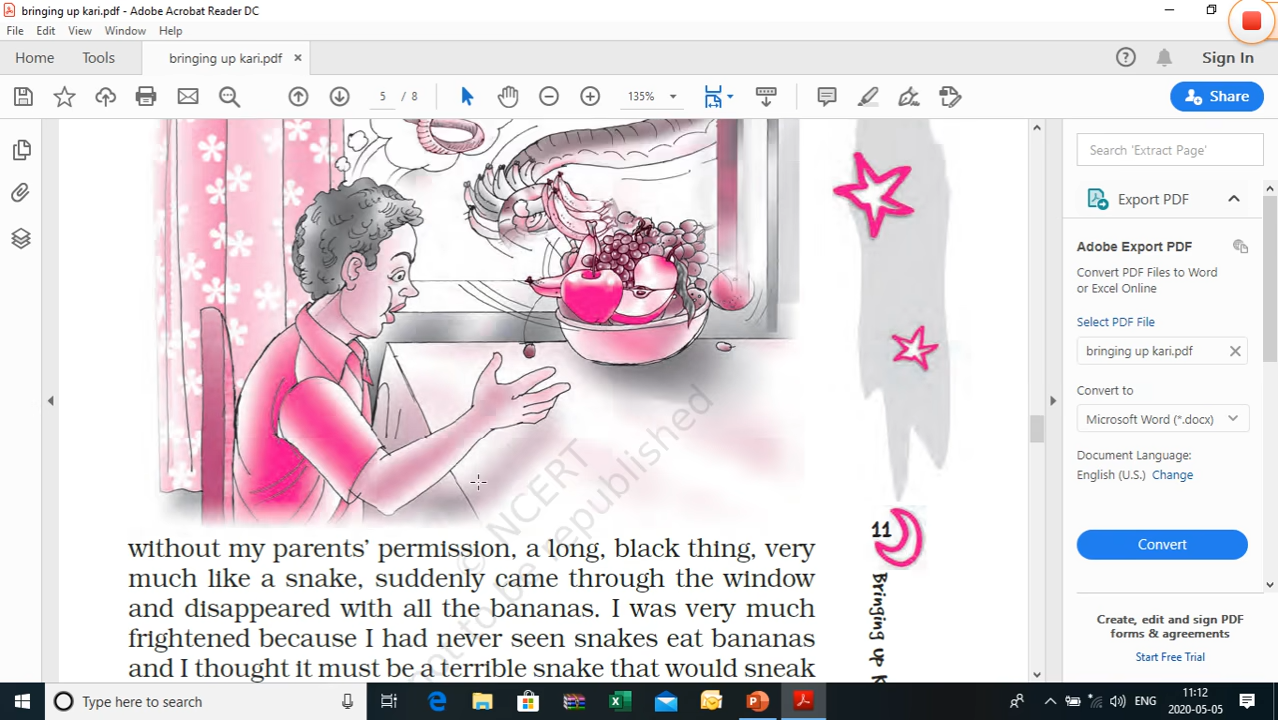 bringing up kari.pdf - Adobe Acrobat Reader DC
File Edit View Window Help
Home Tools bringing up kari.pdf × Sign In
5 / 8 135% Share
Search 'Extract Page'
Export PDF
Adobe Export PDF
Convert PDF Files to Word
or Excel Online
Select PDF File
bringing up kari.pdf
Convert to
Microsoft Word (*.docx)
Document Language:
English (U.S.) Change
Convert
Create, edit and sign PDF
forms & agreements
Start Free Trial
© NCERT
not to be republished
11
Bringing up K
without my parents’ permission, a long, black thing, very
much like a snake, suddenly came through the window
and disappeared with all the bananas. I was very much
frightened because I had never seen snakes eat bananas
and I thought it must be a terrible snake that would sneak
Type here to search
ENG
11:12
2020-05-05